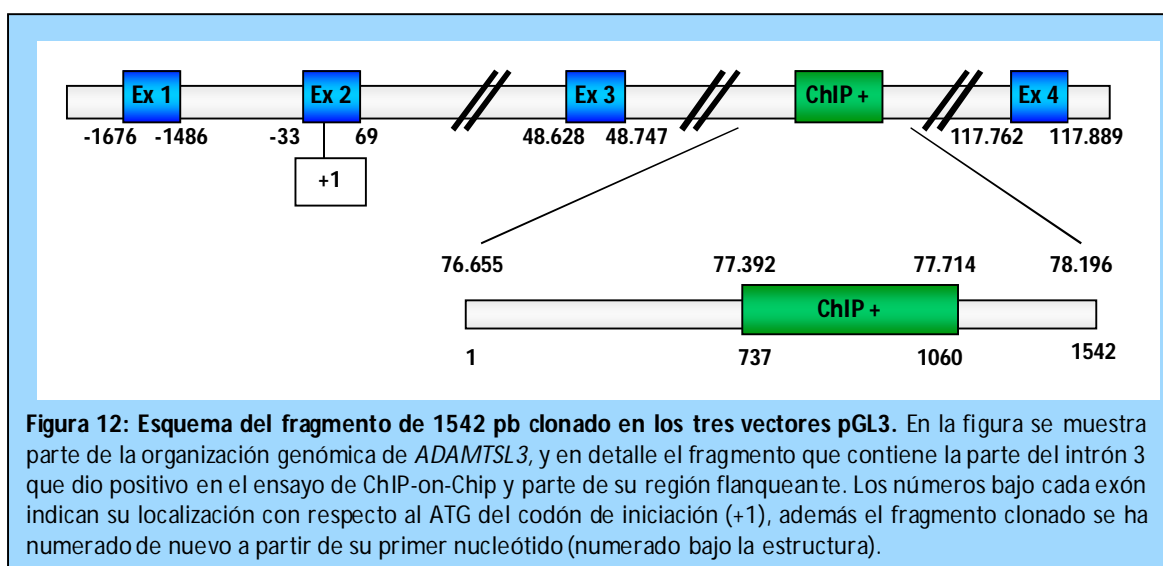 Ex 1 Ex 2 Ex 3 ChIP + Ex 4
-1676 -1486 -33 69 48.628 48.747 117.762 117.889
+1
76.655 77.392 77.714 78.196
ChIP +
1 737 1060 1542
Figura 12: Esquema del fragmento de 1542 pb clonado en los tres vectores pGL3. En la figura se muestra
parte de la organización genómica de ADAMTSL3, y en detalle el fragmento que contiene la parte del intrón 3
que dio positivo en el ensayo de ChIP-on-Chip y parte de su región flanqueante. Los números bajo cada exón
indican su localización con respecto al ATG del codón de iniciación (+1), además el fragmento clonado se ha
numerado de nuevo a partir de su primer nucleótido (numerado bajo la estructura).